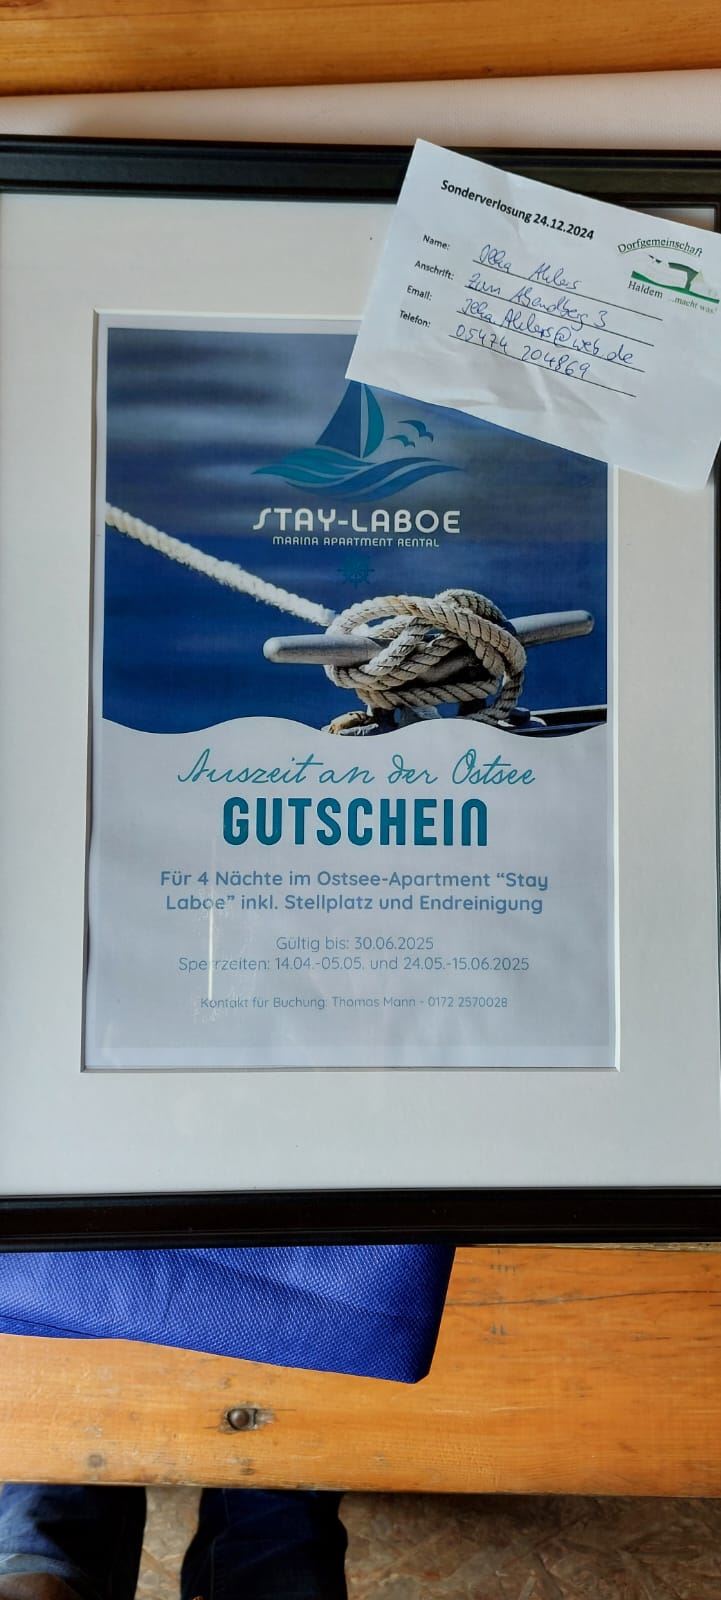 Sonderverlosung 24.12.2024
Dorfgemeinschaft
Haldem ...macht was!
Name: Ilka Ahlers
Anschrift: Zum Abendberg 3
Email: Ilka.Ahlers@web.de
Telefon: 05474 204869
STAY-LABOE
MARINA APARTMENT RENTAL
Auszeit an der Ostsee
GUTSCHEIN
Für 4 Nächte im Ostsee-Apartment “Stay
Laboe” inkl. Stellplatz und Endreinigung
Gültig bis: 30.06.2025
Sperrzeiten: 14.04.-05.05. und 24.05.-15.06.2025
Kontakt für Buchung: Thomas Mann - 0172 2570028